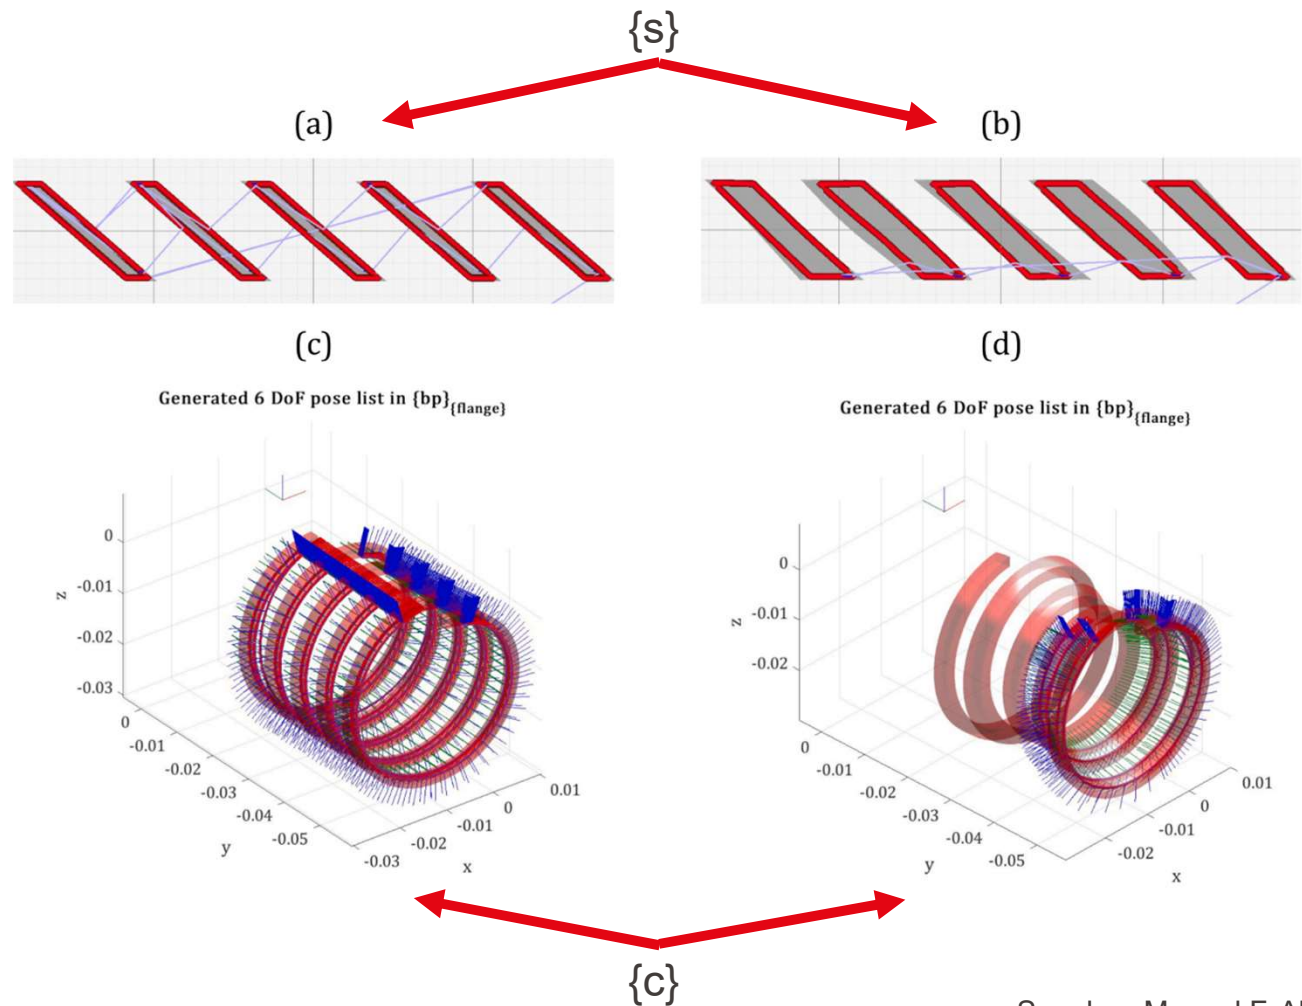 {s}
(a)
(b)
(c)
(d)
Generated 6 DoF pose list in {bp}{flange}
0
-0.01
-0.02
-0.03
z
0
-0.01
-0.02
-0.03
-0.04
-0.05
y
-0.03
-0.02
-0.01
0
0.01
x
Generated 6 DoF pose list in {bp}{flange}
0
-0.01
-0.02
z
0
-0.01
-0.02
-0.03
-0.04
-0.05
y
-0.02
-0.01
0
0.01
x
{c}